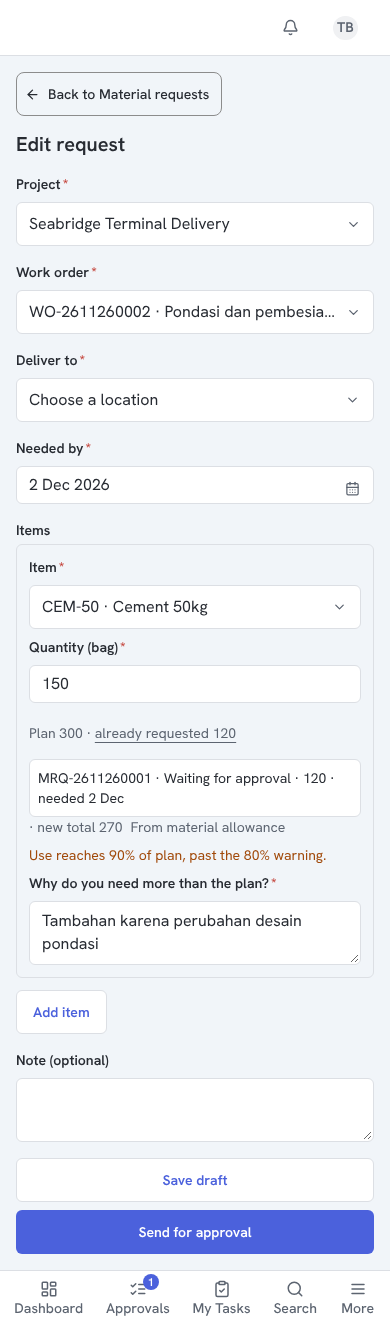 TB
Back to Material requests
Edit request
Project *
Seabridge Terminal Delivery
Work order *
WO-2611260002 · Pondasi dan pembesia...
Deliver to *
Choose a location
Needed by *
2 Dec 2026
Items
Item *
CEM-50 · Cement 50kg
Quantity (bag) *
150
Plan 300 · already requested 120
MRQ-2611260001 · Waiting for approval · 120 ·
needed 2 Dec
· new total 270 From material allowance
Use reaches 90% of plan, past the 80% warning.
Why do you need more than the plan? *
Tambahan karena perubahan desain
pondasi
Add item
Note (optional)
Save draft
Send for approval
1
Dashboard Approvals My Tasks Search More